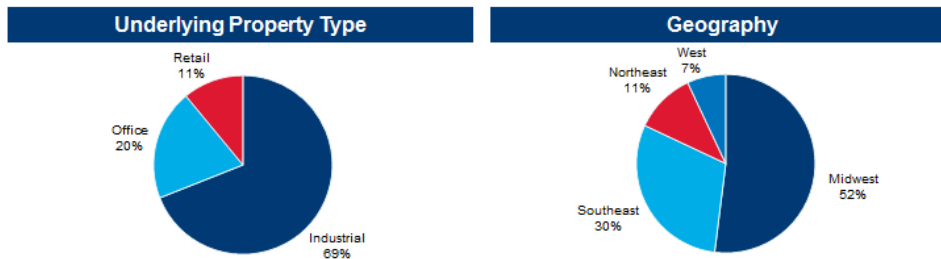 Underlying Property Type
Retail
11%
Office
20%
Industrial
69%
Geography
West
7%
Northeast
11%
Midwest
52%
Southeast
30%